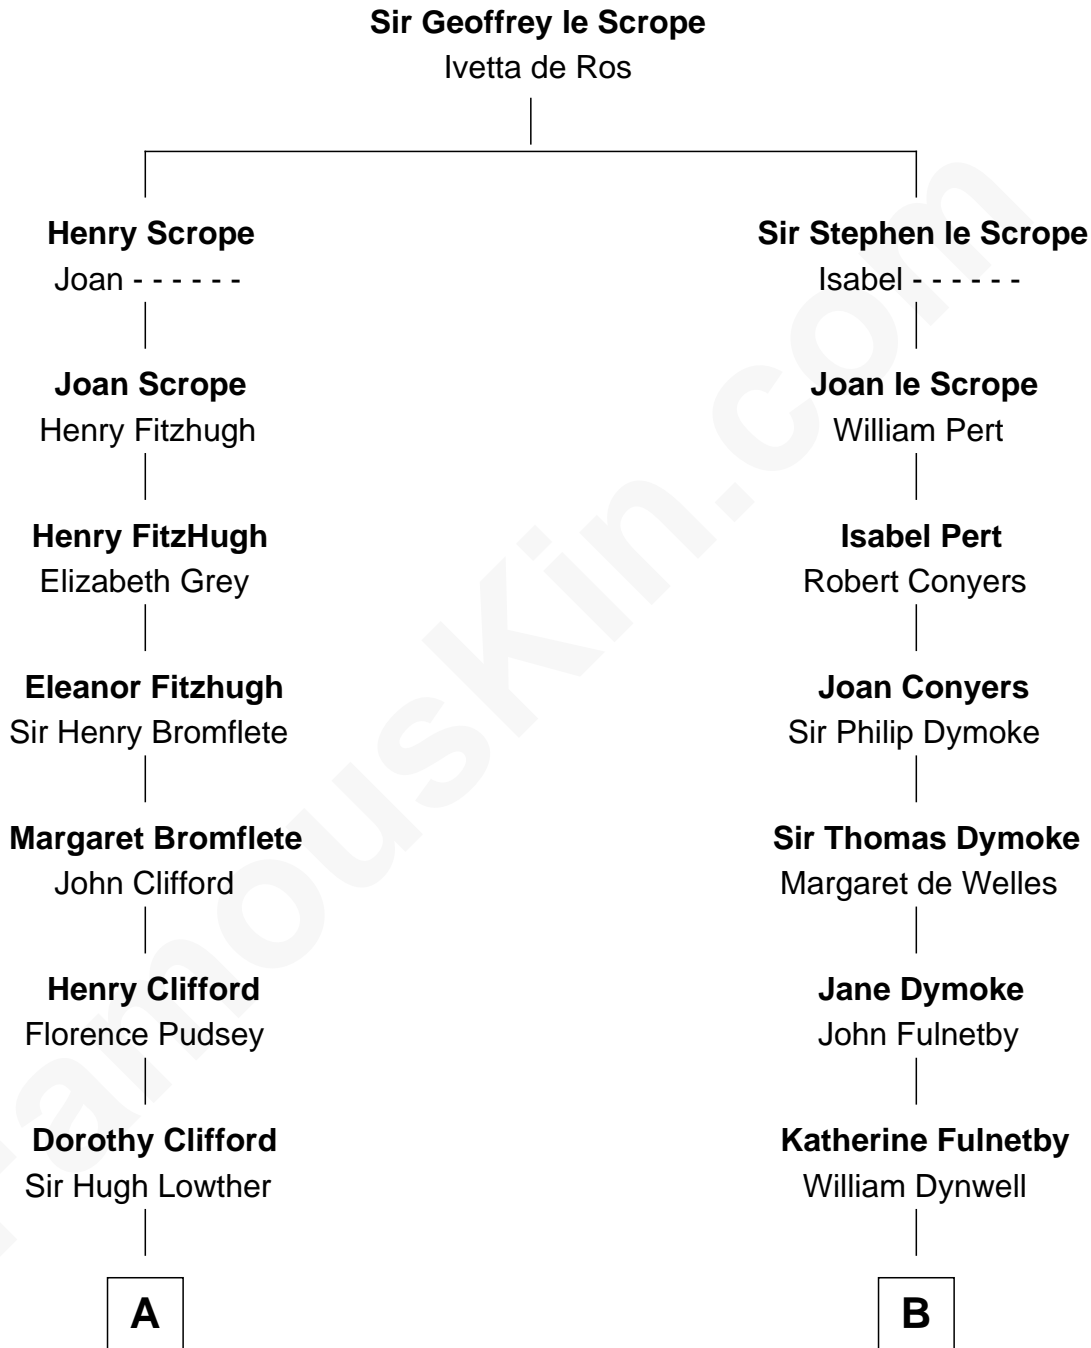 Sir Geoffrey le Scrope
Ivetta de Ros
Henry Scrope
Joan - - - - - -
Joan Scrope
Henry Fitzhugh
Henry FitzHugh
Elizabeth Grey
Eleanor Fitzhugh
Sir Henry Bromflete
Margaret Bromflete
John Clifford
Henry Clifford
Florence Pudsey
Dorothy Clifford
Sir Hugh Lowther
A
Sir Stephen le Scrope
Isabel - - - - - -
Joan le Scrope
William Pert
Isabel Pert
Robert Conyers
Joan Conyers
Sir Philip Dymoke
Sir Thomas Dymoke
Margaret de Welles
Jane Dymoke
John Fulnetby
Katherine Fulnetby
William Dynwell
B
FamousKin.com